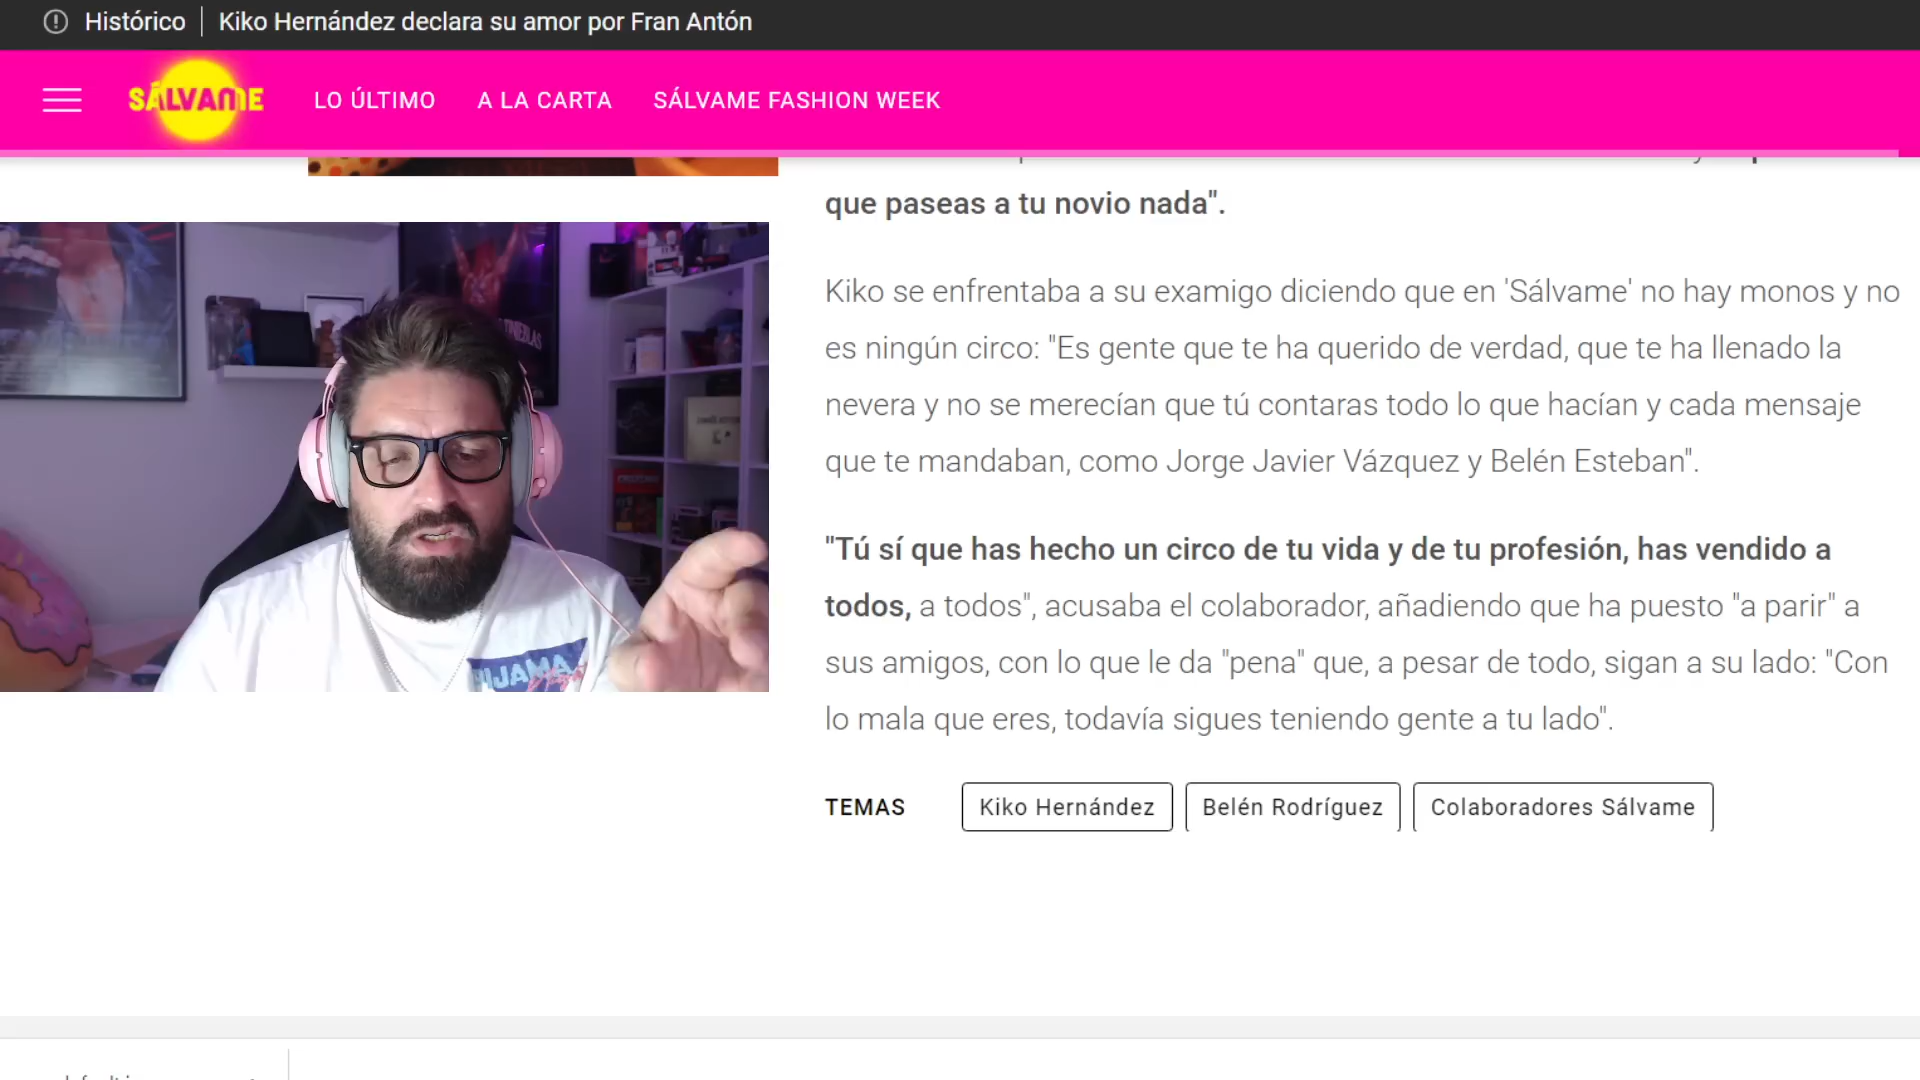 Histórico | Kiko Hernández declara su amor por Fran Antón
SÁLVAME
LO ÚLTIMO
A LA CARTA
SÁLVAME FASHION WEEK
que paseas a tu novio nada".
Kiko se enfrentaba a su examigo diciendo que en 'Sálvame' no hay monos y no
es ningún circo: "Es gente que te ha querido de verdad, que te ha llenado la
nevera y no se merecían que tú contaras todo lo que hacían y cada mensaje
que te mandaban, como Jorge Javier Vázquez y Belén Esteban".
"Tú sí que has hecho un circo de tu vida y de tu profesión, has vendido a
todos, a todos", acusaba el colaborador, añadiendo que ha puesto "a parir" a
sus amigos, con lo que le da "pena" que, a pesar de todo, sigan a su lado: "Con
lo mala que eres, todavía sigues teniendo gente a tu lado".
TEMAS
Kiko Hernández
Belén Rodríguez
Colaboradores Sálvame